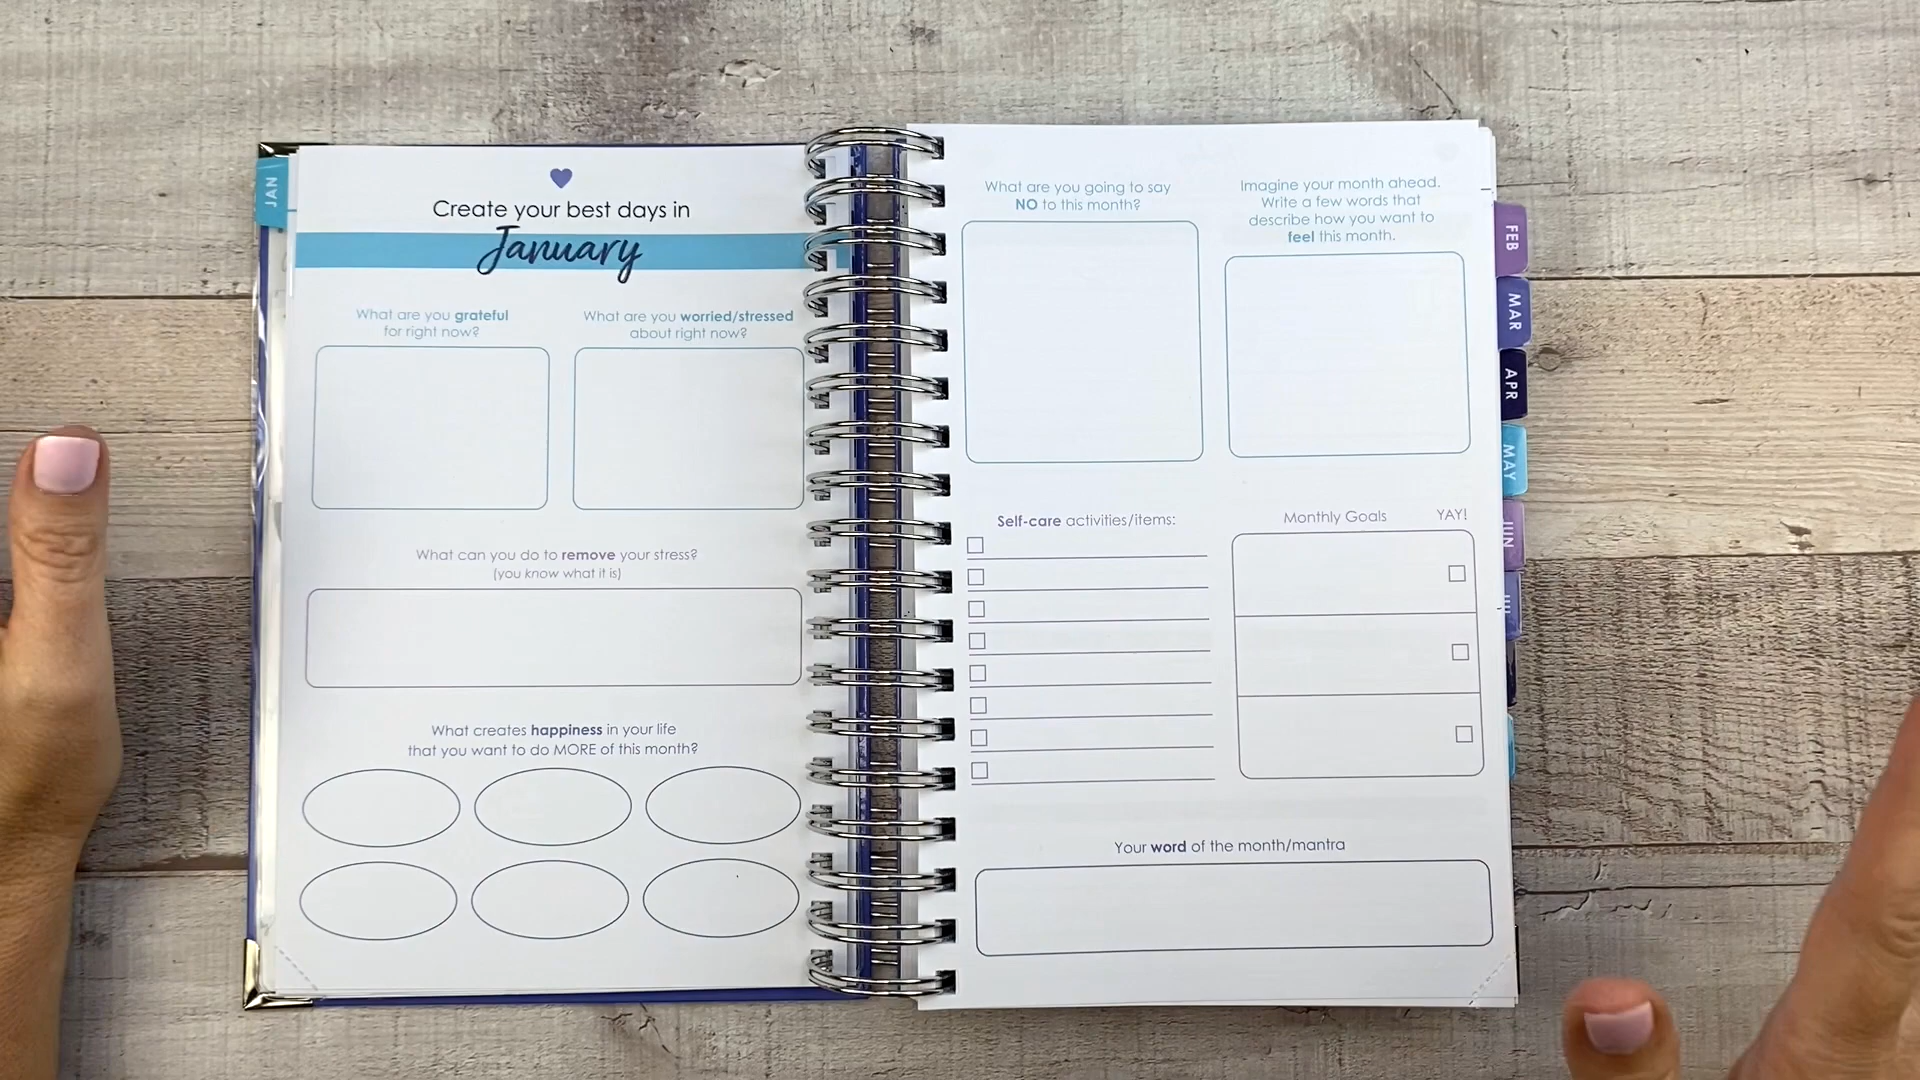 JAN
Create your best days in
January
What are you grateful
for right now?
What are you worried/stressed
about right now?
What can you do to remove your stress?
(you know what it is)
What creates happiness in your life
that you want to do MORE of this month?
What are you going to say
NO to this month?
Imagine your month ahead.
Write a few words that
describe how you want to
feel this month.
Self-care activities/items:
Monthly Goals
YAY!
Your word of the month/mantra
FEB
MAR
APR
MAY
JUN